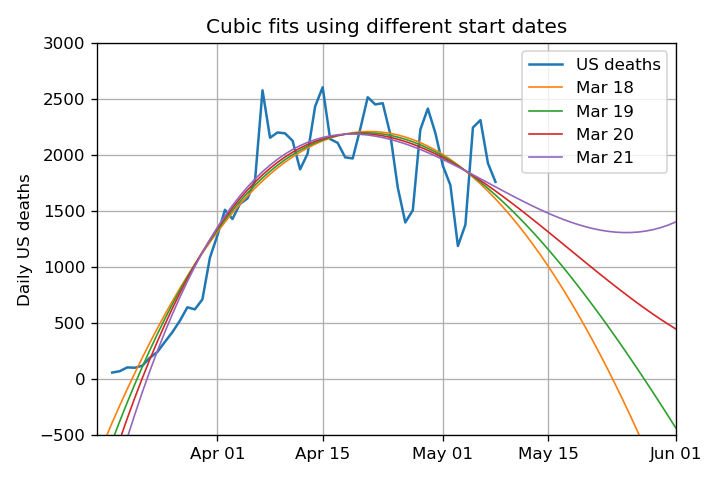 Cubic fits using different start dates
3000
2500
2000
1500
1000
500
0
−500
Daily US deaths
US deaths
Mar 18
Mar 19
Mar 20
Mar 21
Apr 01
Apr 15
May 01
May 15
Jun 01